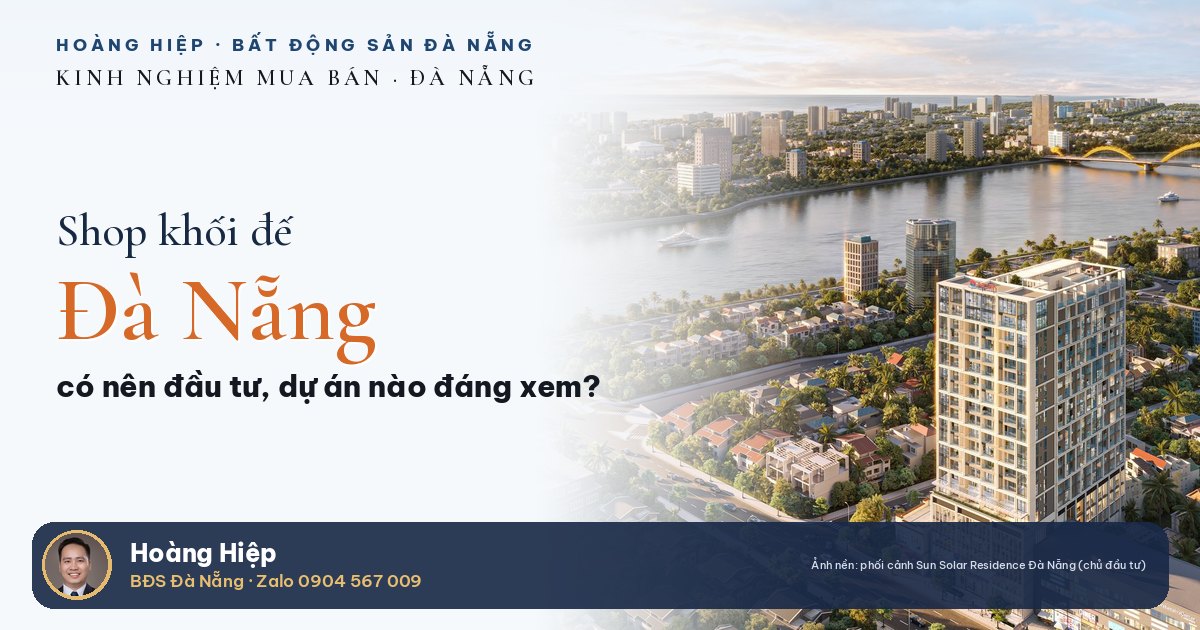 HOÀNG HIỆP · BẤT ĐỘNG SẢN ĐÀ NẴNG
KINH NGHIỆM MUA BÁN · ĐÀ NẴNG
Shop khối đế
Đà Nẵng
có nên đầu tư, dự án nào đáng xem?
Hoàng Hiệp
BĐS Đà Nẵng · Zalo 0904 567 009
Ảnh nền: phối cảnh Sun Solar Residence Đà Nẵng (chủ đầu tư)